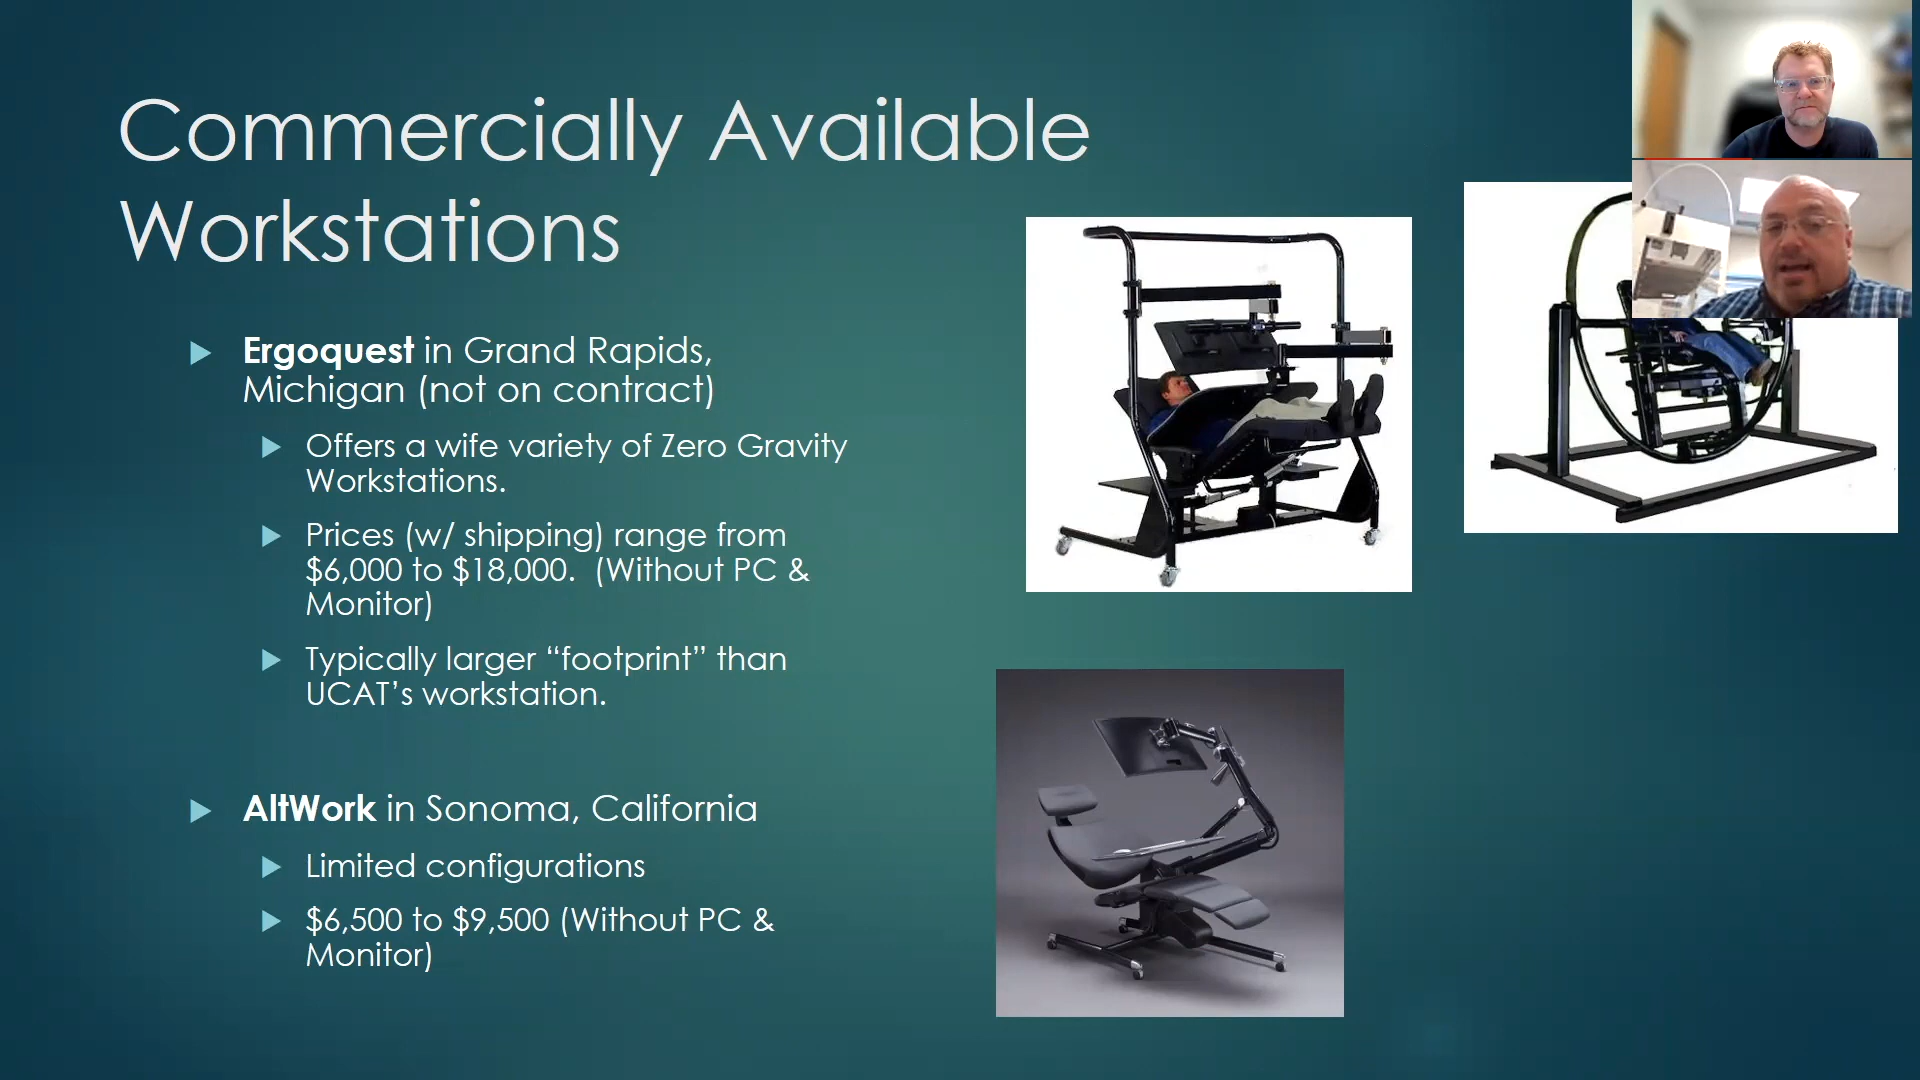 Commercially Available
Workstations
Ergoquest in Grand Rapids,
Michigan (not on contract)
Offers a wife variety of Zero Gravity
Workstations.
Prices (w/ shipping) range from
$6,000 to $18,000.  (Without PC &
Monitor)
Typically larger “footprint” than
UCAT’s workstation.
AltWork in Sonoma, California
Limited configurations
$6,500 to $9,500 (Without PC &
Monitor)